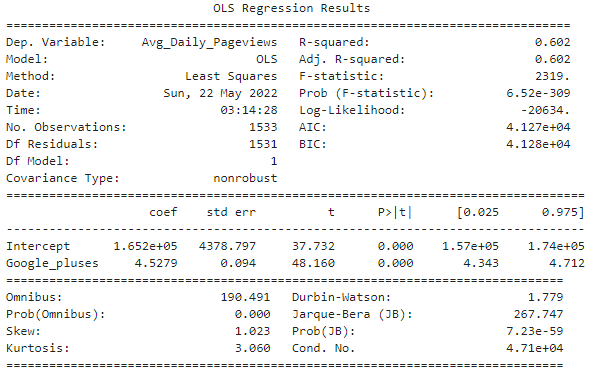 OLS Regression Results
==============================================================================
Dep. Variable:     Avg_Daily_Pageviews   R-squared:                       0.602
Model:                             OLS   Adj. R-squared:                  0.602
Method:                  Least Squares   F-statistic:                     2319.
Date:                 Sun, 22 May 2022   Prob (F-statistic):          6.52e-309
Time:                         03:14:28   Log-Likelihood:                -20634.
No. Observations:                 1533   AIC:                         4.127e+04
Df Residuals:                     1531   BIC:                         4.128e+04
Df Model:                            1
Covariance Type:             nonrobust
==============================================================================
coef    std err          t      P>|t|      [0.025      0.975]
------------------------------------------------------------------------------
Intercept      1.652e+05   4378.797     37.732      0.000    1.57e+05    1.74e+05
Google_pluses     4.5279      0.094     48.160      0.000       4.343       4.712
==============================================================================
Omnibus:                      190.491   Durbin-Watson:                   1.779
Prob(Omnibus):                  0.000   Jarque-Bera (JB):              267.747
Skew:                           1.023   Prob(JB):                     7.23e-59
Kurtosis:                       3.060   Cond. No.                     4.71e+04
==============================================================================